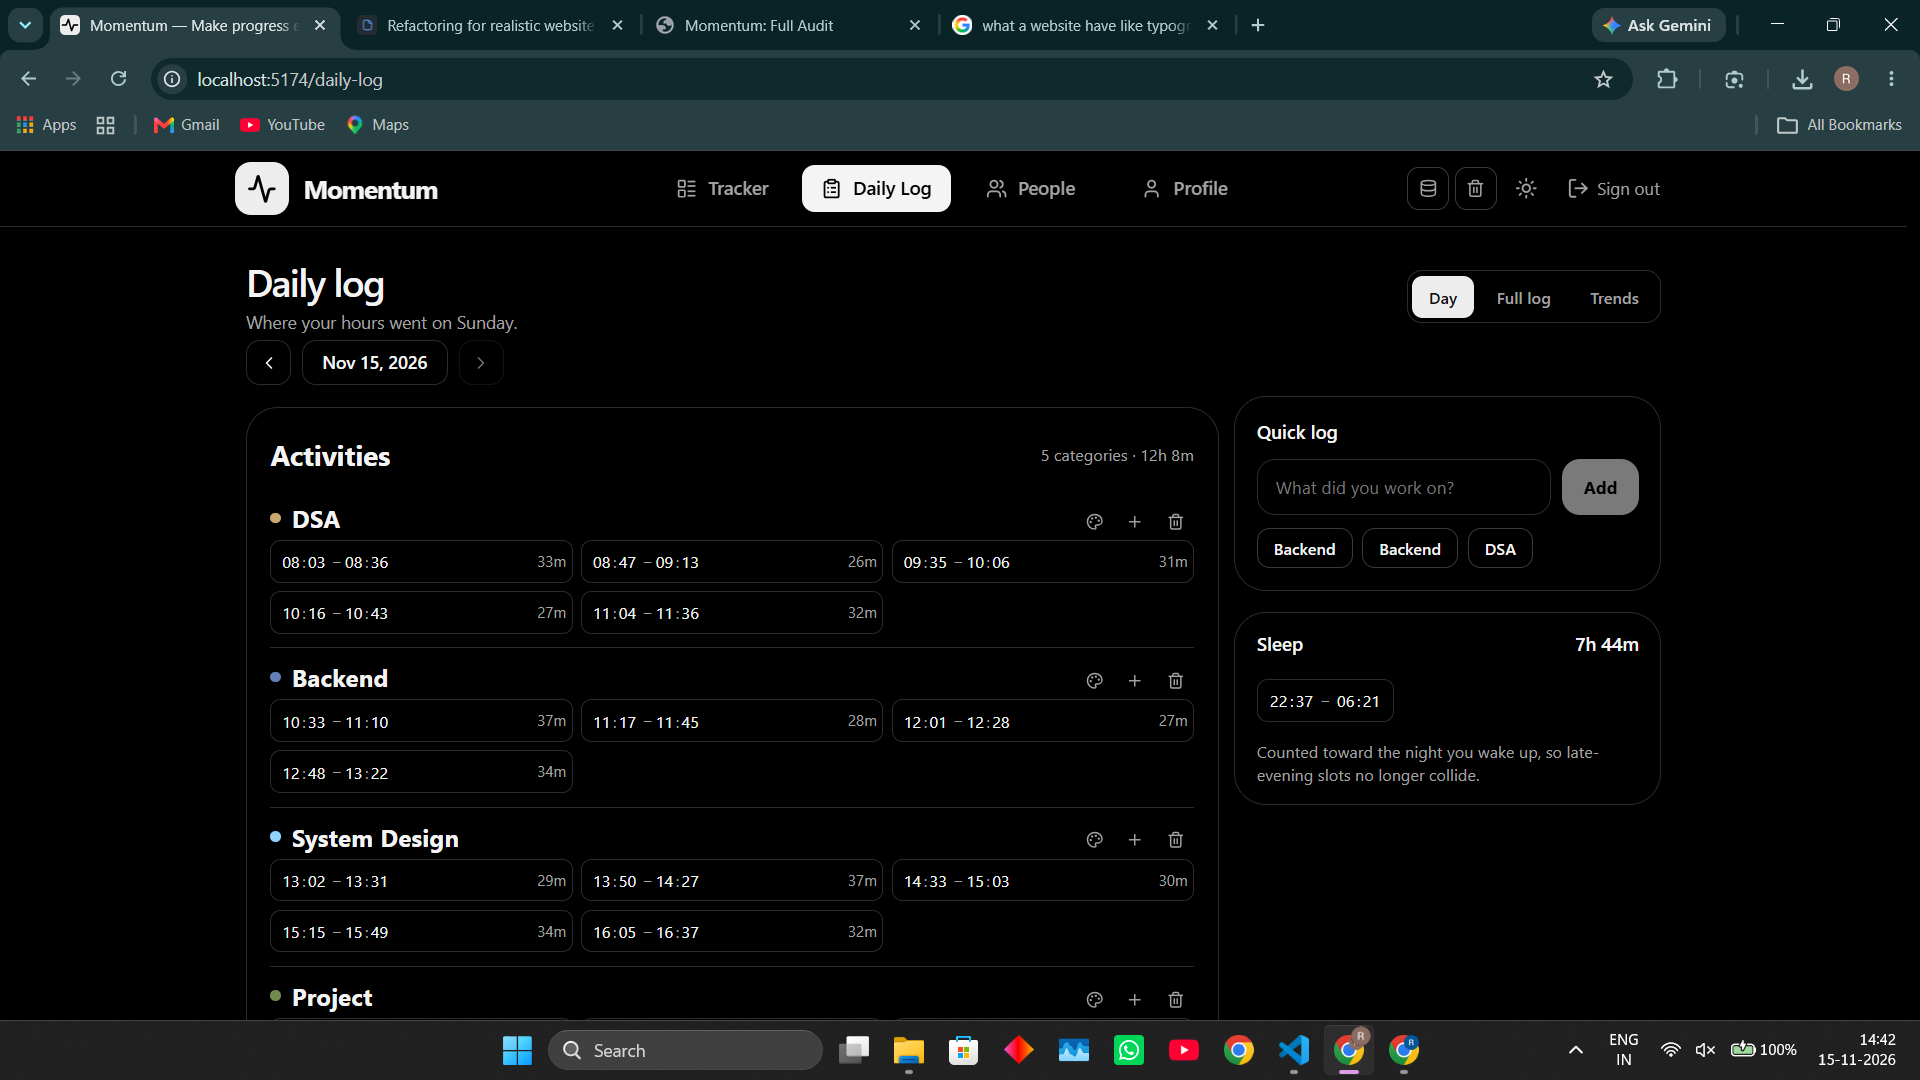 Momentum — Make progress e
Refactoring for realistic website
Momentum: Full Audit
what a website have like typogr
Ask Gemini
localhost:5174/daily-log
R
Apps
Gmail
YouTube
Maps
All Bookmarks
Momentum
Tracker
Daily Log
People
Profile
Sign out
Daily log
Where your hours went on Sunday.
Nov 15, 2026
Day
Full log
Trends
Activities
5 categories · 12h 8m
DSA
08:03 – 08:36 33m
08:47 – 09:13 26m
09:35 – 10:06 31m
10:16 – 10:43 27m
11:04 – 11:36 32m
Backend
10:33 – 11:10 37m
11:17 – 11:45 28m
12:01 – 12:28 27m
12:48 – 13:22 34m
System Design
13:02 – 13:31 29m
13:50 – 14:27 37m
14:33 – 15:03 30m
15:15 – 15:49 34m
16:05 – 16:37 32m
Project
Quick log
What did you work on?
Add
Backend
Backend
DSA
Sleep
7h 44m
22:37 – 06:21
Counted toward the night you wake up, so late-
evening slots no longer collide.
Search
R
R
ENG
IN
100%
14:42
15-11-2026